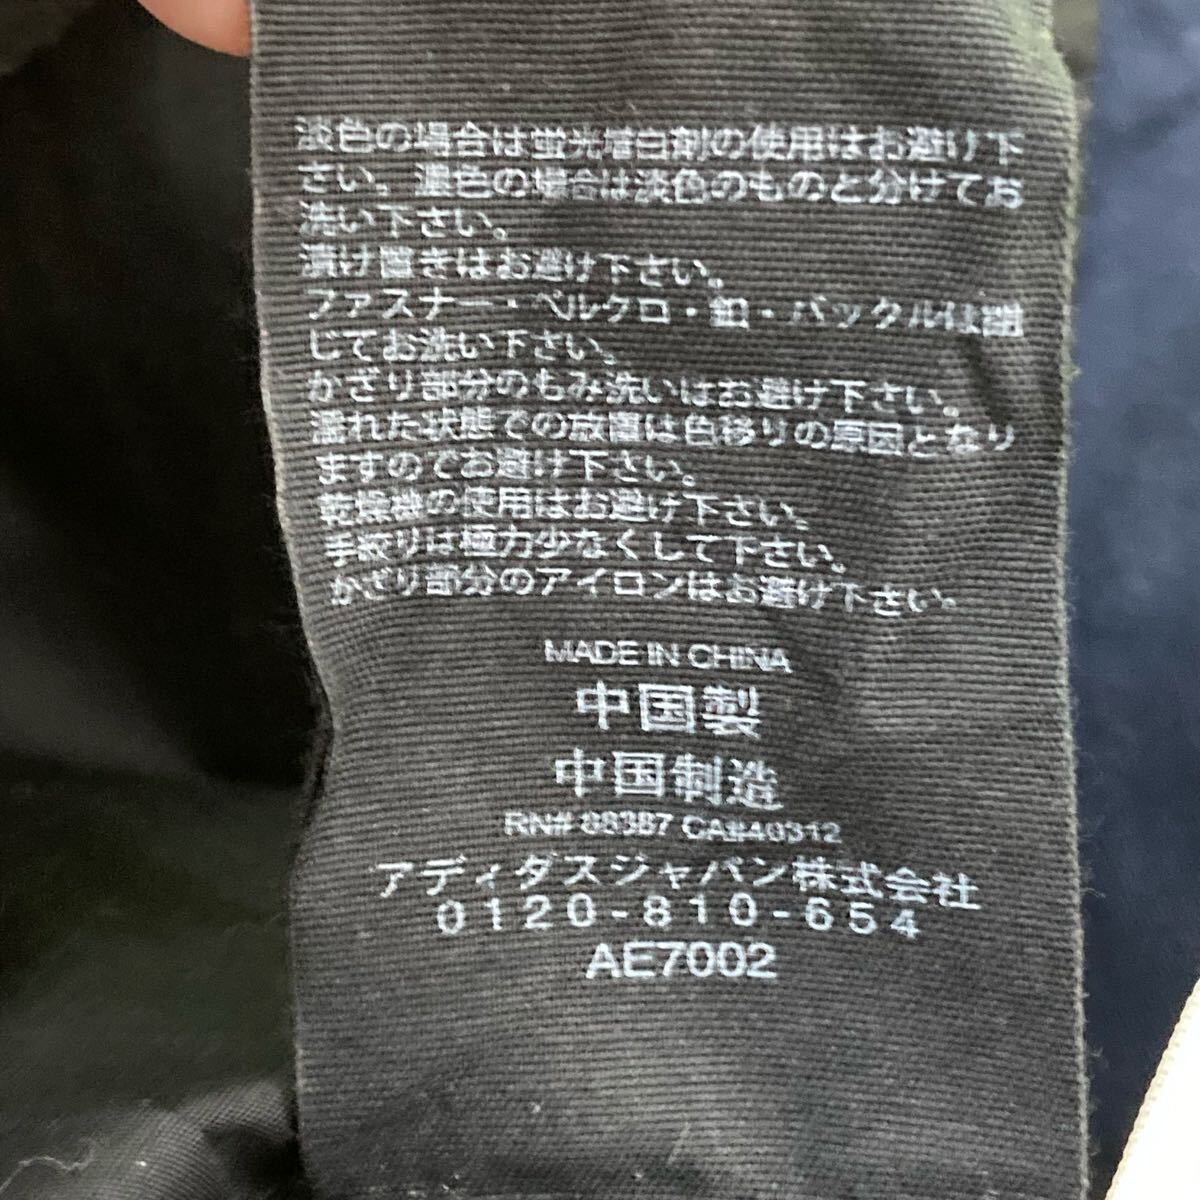 淡色の場合は蛍光増白剤の使用はお避け下
さい。濃色の場合は淡色のものと分けてお
洗い下さい。
漬け置きはお避け下さい。
ファスナー・ベルクロ・釦・バックルは閉
じてお洗い下さい。
かざり部分のもみ洗いはお避け下さい。
濡れた状態での放置は色移りの原因となり
ますのでお避け下さい。
乾燥機の使用はお避け下さい。
手絞りは極力少なくして下さい。
かざり部分のアイロンはお避け下さい。
MADE IN CHINA
中国製
中国制造
RN# 88387 CA#40312
アディダスジャパン株式会社
0120-810-654
AE7002